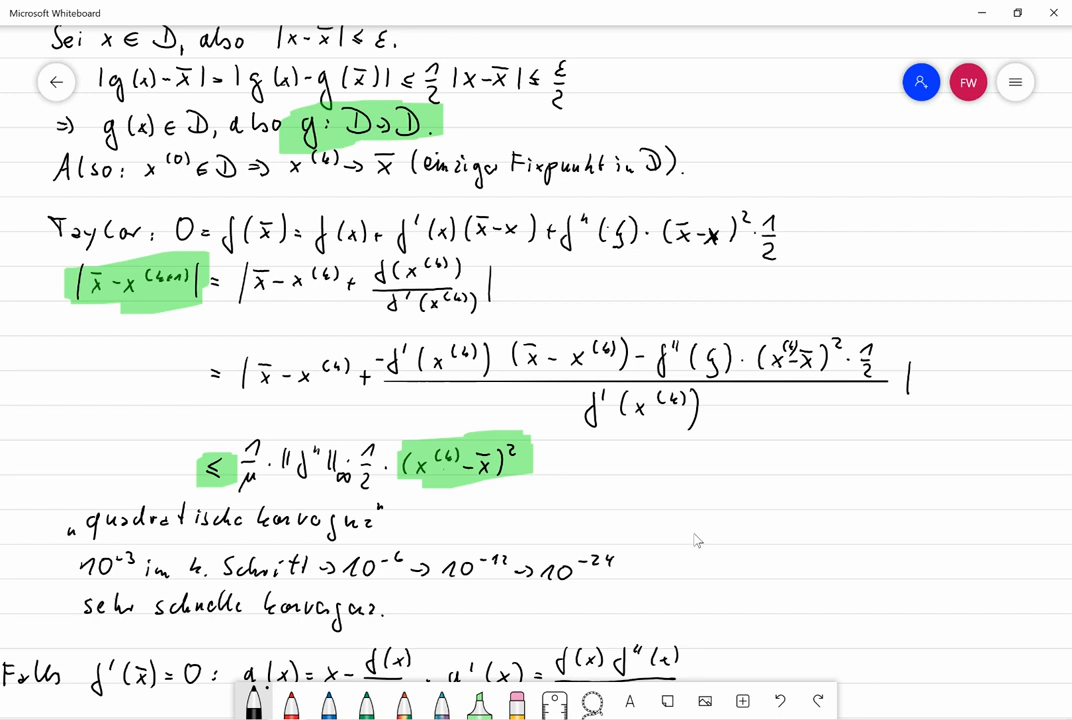 Microsoft Whiteboard
Sei x ∈ D, also |x-x̄| ≤ ε.
|g(x)-x̄| = |g(x)-g(x̄)| ≤ 1/2 |x-x̄| ≤ ε/2
FW
⇒ g(x) ∈ D, also g: D→D.
Also: x^(0) ∈ D ⇒ x^(k) → x̄ (einziger Fixpunkt in D).
Taylor: 0 = f(x̄) = f(x) + f'(x)(x̄-x) + f''(ξ)·(x̄-x)²·1/2
|x̄-x^(k+1)| = |x̄-x^(k) + f(x^(k))/f'(x^(k))|
= |x̄-x^(k) + (-f'(x^(k))(x̄-x^(k)) - f''(ξ)·(x^(k)-x̄)²·1/2)/f'(x^(k))|
≤ 1/μ·||f''||∞·1/2·(x^(k)-x̄)²
„quadratische Konvergenz"
10^-3 im k. Schritt → 10^-6 → 10^-12 → 10^-24
sehr schnelle Konvergenz.
Falls f'(x̄) = 0: g(x) = x - f(x) , g'(x) = f(x) f''(x)